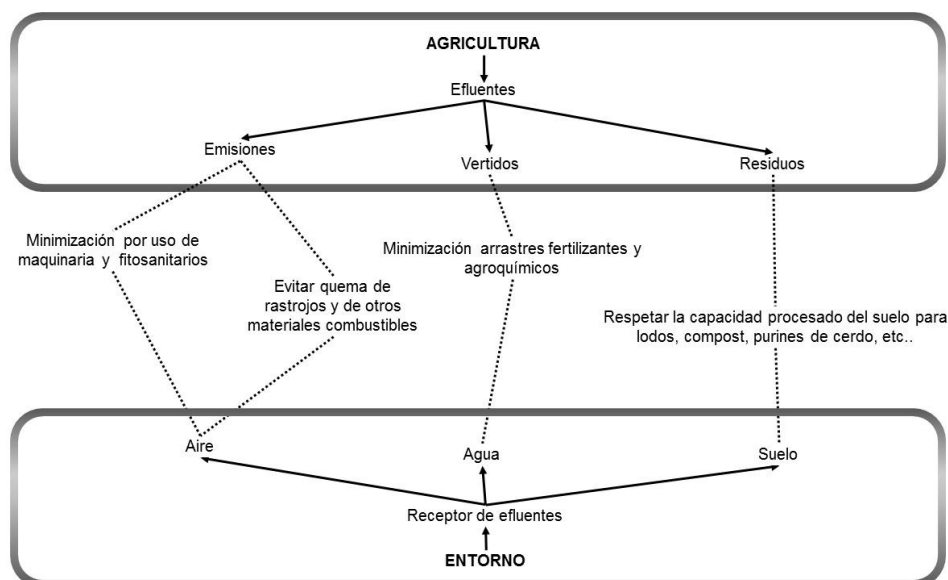 AGRICULTURA
Efluentes
Emisiones
Vertidos
Residuos
Minimización por uso de
maquinaria y fitosanitarios
Evitar quema de
rastrojos y de otros
materiales combustibles
Minimización arrastres fertilizantes y
agroquímicos
Respetar la capacidad procesado del suelo para
lodos, compost, purines de cerdo, etc..
Aire
Agua
Suelo
Receptor de efluentes
ENTORNO